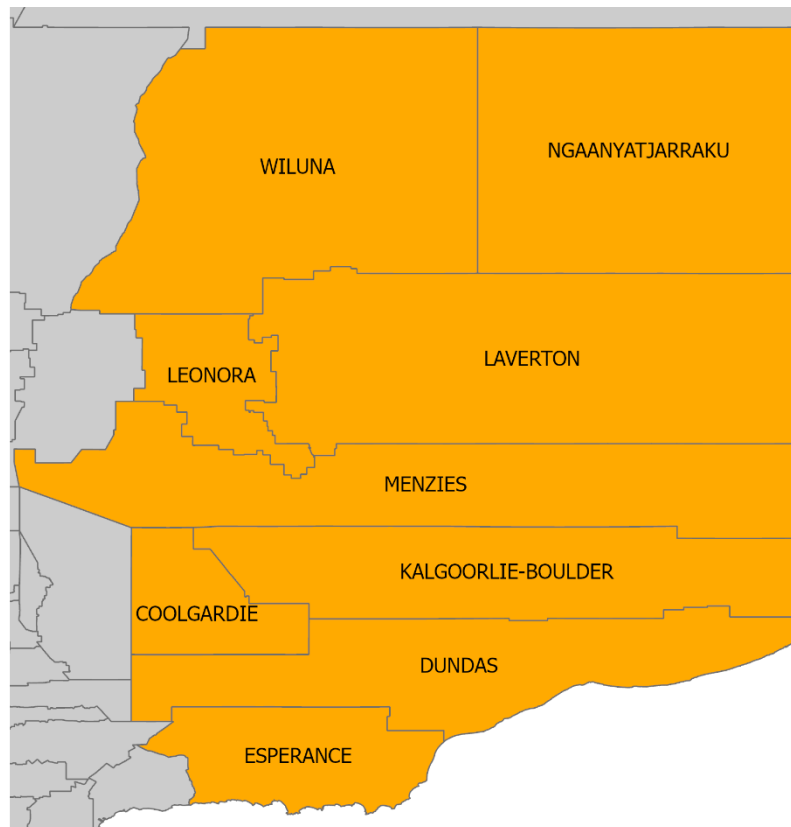 NGAANYATJARRAKU
WILUNA
LAVERTON
LEONORA
MENZIES
KALGOORLIE-BOULDER
COOLGARDIE
DUNDAS
ESPERANCE